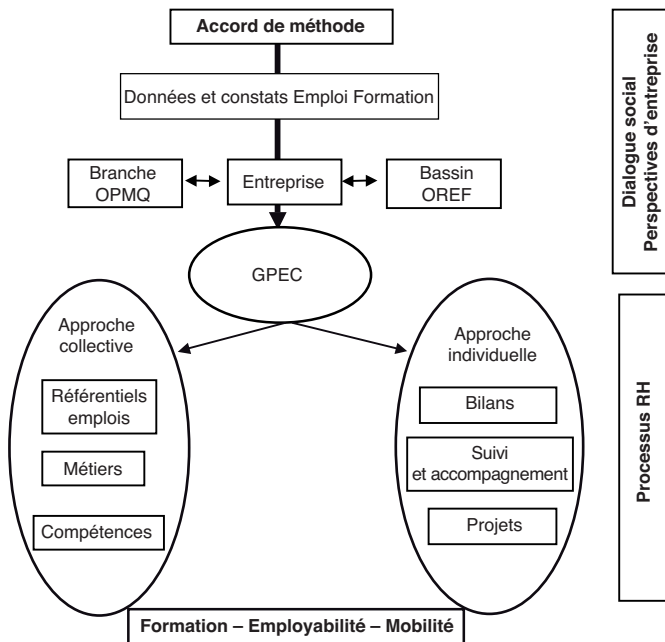 Accord de méthode
Données et constats Emploi Formation
Branche
OPMQ
Entreprise
Bassin
OREF
GPEC
Approche
collective
Référentiels
emplois
Métiers
Compétences
Approche
individuelle
Bilans
Suivi
et accompagnement
Projets
Formation – Employabilité – Mobilité
Dialogue social
Perspectives d’entreprise
Processus RH